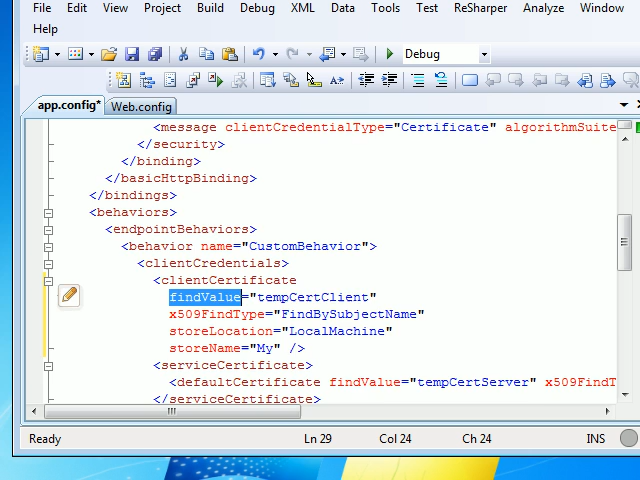 File Edit View Project Build Debug XML Data Tools Test ReSharper Analyze Window
Help
Debug
app.config* Web.config
<message clientCredentialType="Certificate" algorithmSuite
</security>
</binding>
</basicHttpBinding>
</bindings>
<behaviors>
<endpointBehaviors>
<behavior name="CustomBehavior">
<clientCredentials>
<clientCertificate
findValue="tempCertClient"
x509FindType="FindBySubjectName"
storeLocation="LocalMachine"
storeName="My" />
<serviceCertificate>
<defaultCertificate findValue="tempCertServer" x509FindT
</serviceCertificate>
Ready Ln 29 Col 24 Ch 24 INS